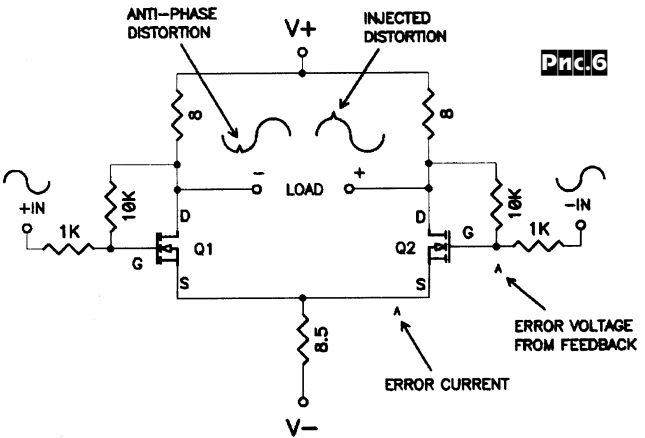 ANTI-PHASE
DISTORTION
V+
INJECTED
DISTORTION
Рис.6
8
8
-
LOAD
+
+IN
1K
10K
D
G
Q1
S
D
G
Q2
S
10K
1K
-IN
8.5
V-
ERROR CURRENT
ERROR VOLTAGE
FROM FEEDBACK